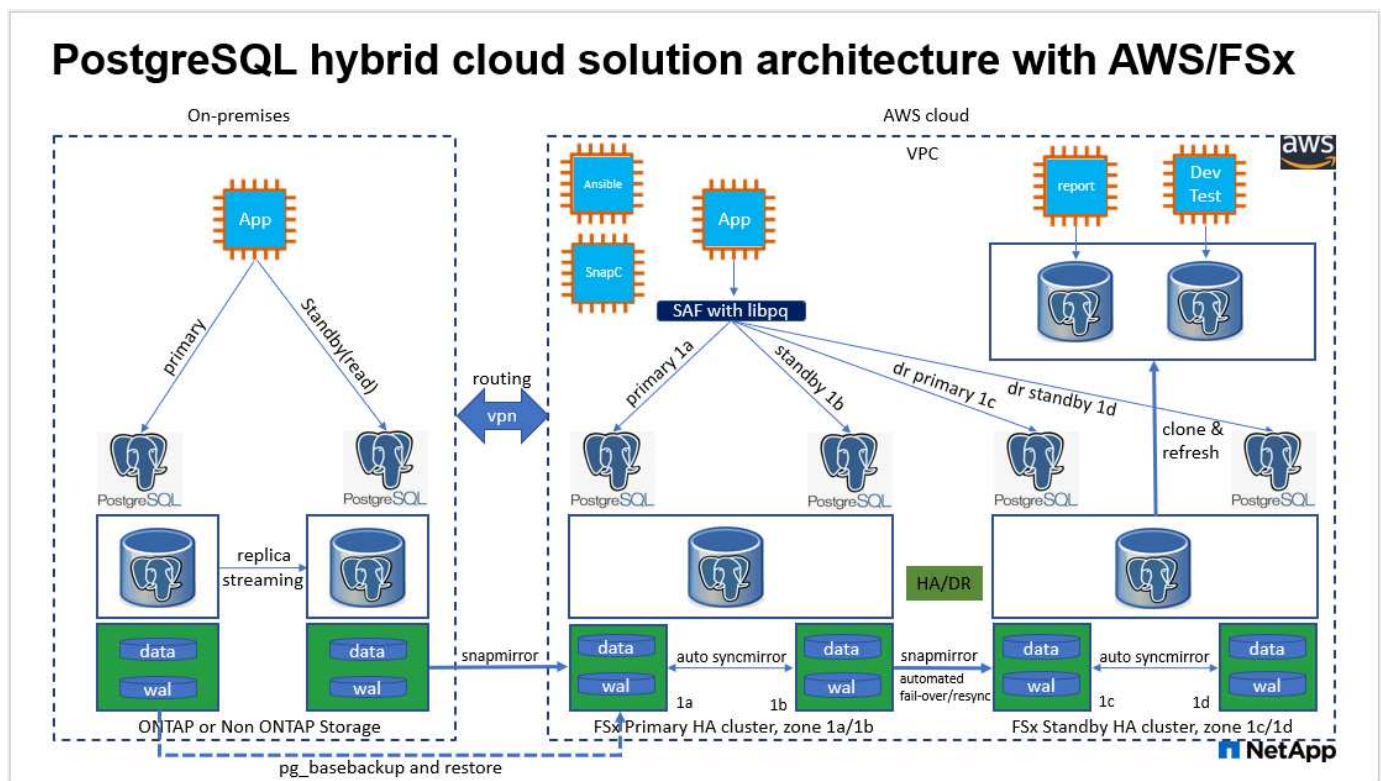 PostgreSQL hybrid cloud solution architecture with AWS/FSx
On-premises
AWS cloud
VPC
aws
App
Ansible
SnapC
App
report
Dev
Test
SAF with libpq
primary
Standby(read)
routing
vpn
primary 1a
standby 1b
dr primary 1c
dr standby 1d
clone &
refresh
PostgreSQL
PostgreSQL
PostgreSQL
PostgreSQL
PostgreSQL
PostgreSQL
replica
streaming
HA/DR
data
wal
data
wal
snapmirror
data
wal
1a
auto syncmirror
1b
data
wal
snapmirror
automated
fail-over/resync
data
wal
1c
auto syncmirror
1d
data
wal
ONTAP or Non ONTAP Storage
FSx Primary HA cluster, zone 1a/1b
FSx Standby HA cluster, zone 1c/1d
pg_basebackup and restore
NetApp